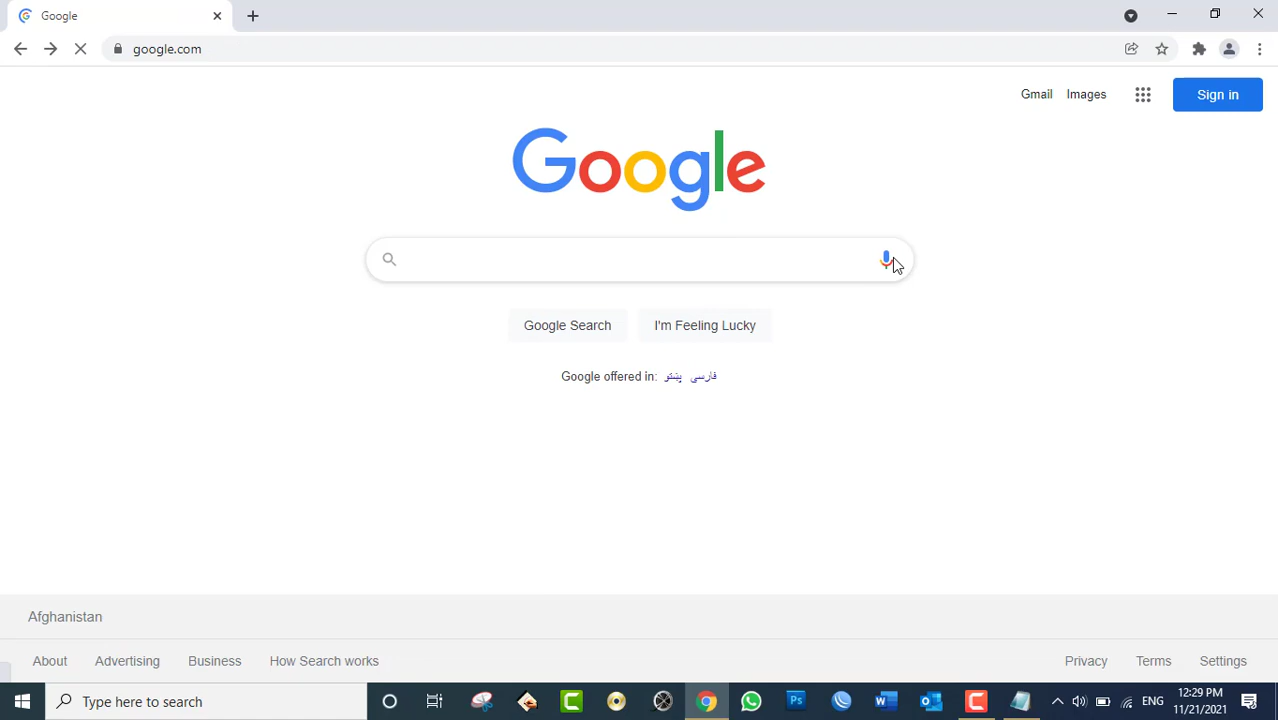 Google
google.com
Gmail Images Sign in
Google
Google Search I'm Feeling Lucky
Google offered in: فارسی پښتو
Afghanistan
About Advertising Business How Search works Privacy Terms Settings
Type here to search Ps ENG 12:29 PM
11/21/2021